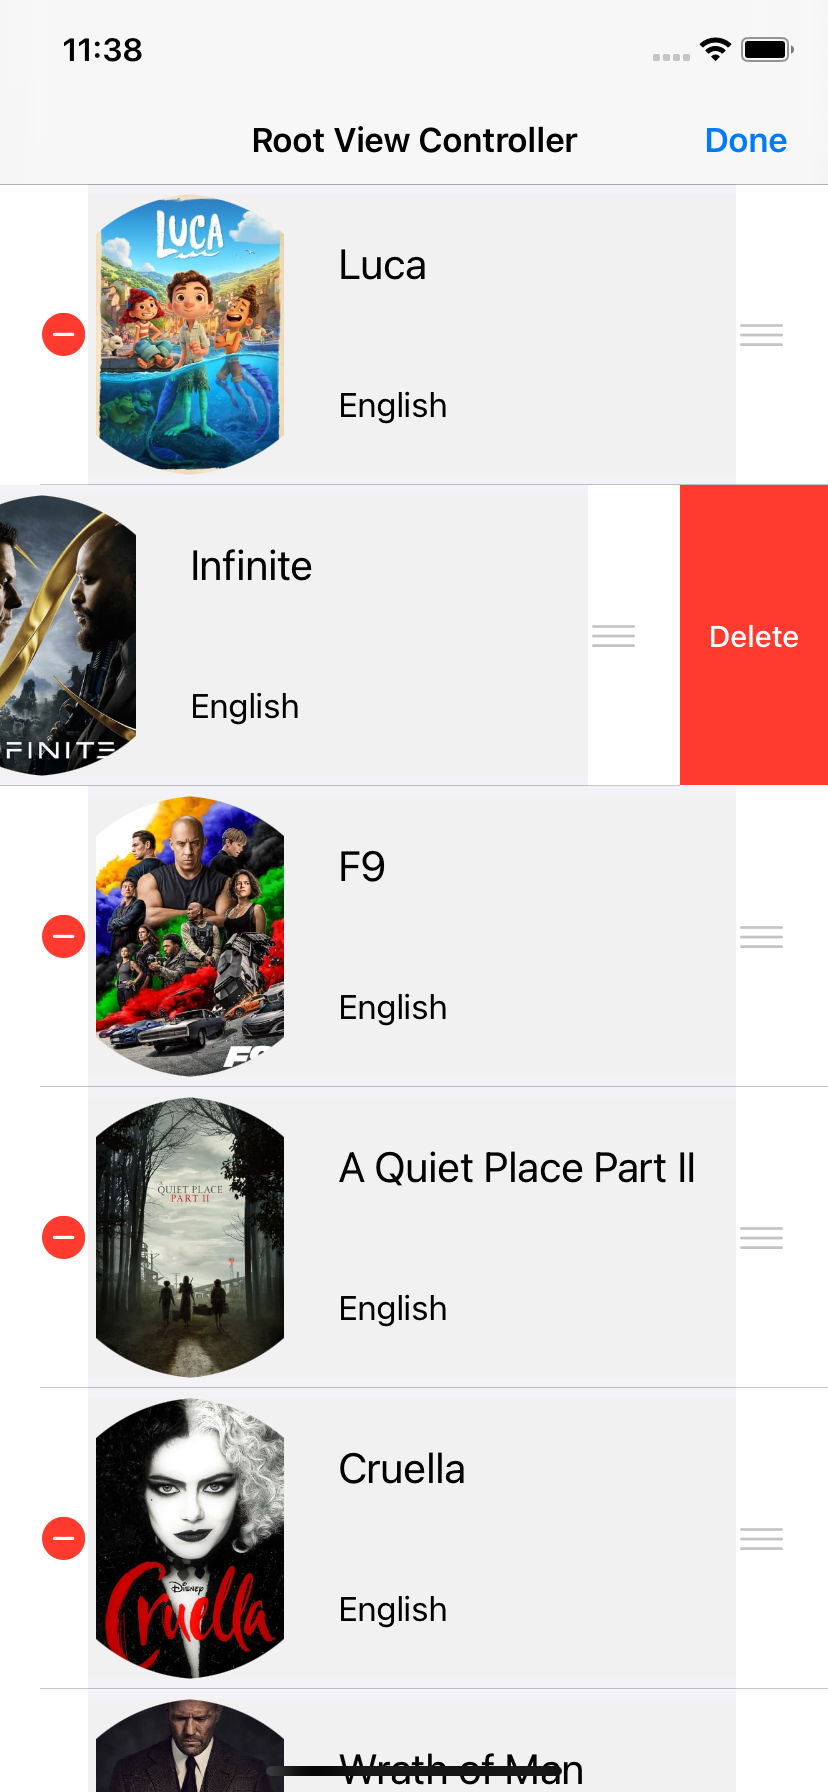 11:38
Root View Controller
Done
LUCA
Luca
English
Infinite
Delete
English
FINITE
F9
English
F9
A Quiet Place Part II
QUIET PLACE
PART II
English
Cruella
Disney
Cruella
English
Wrath of Man